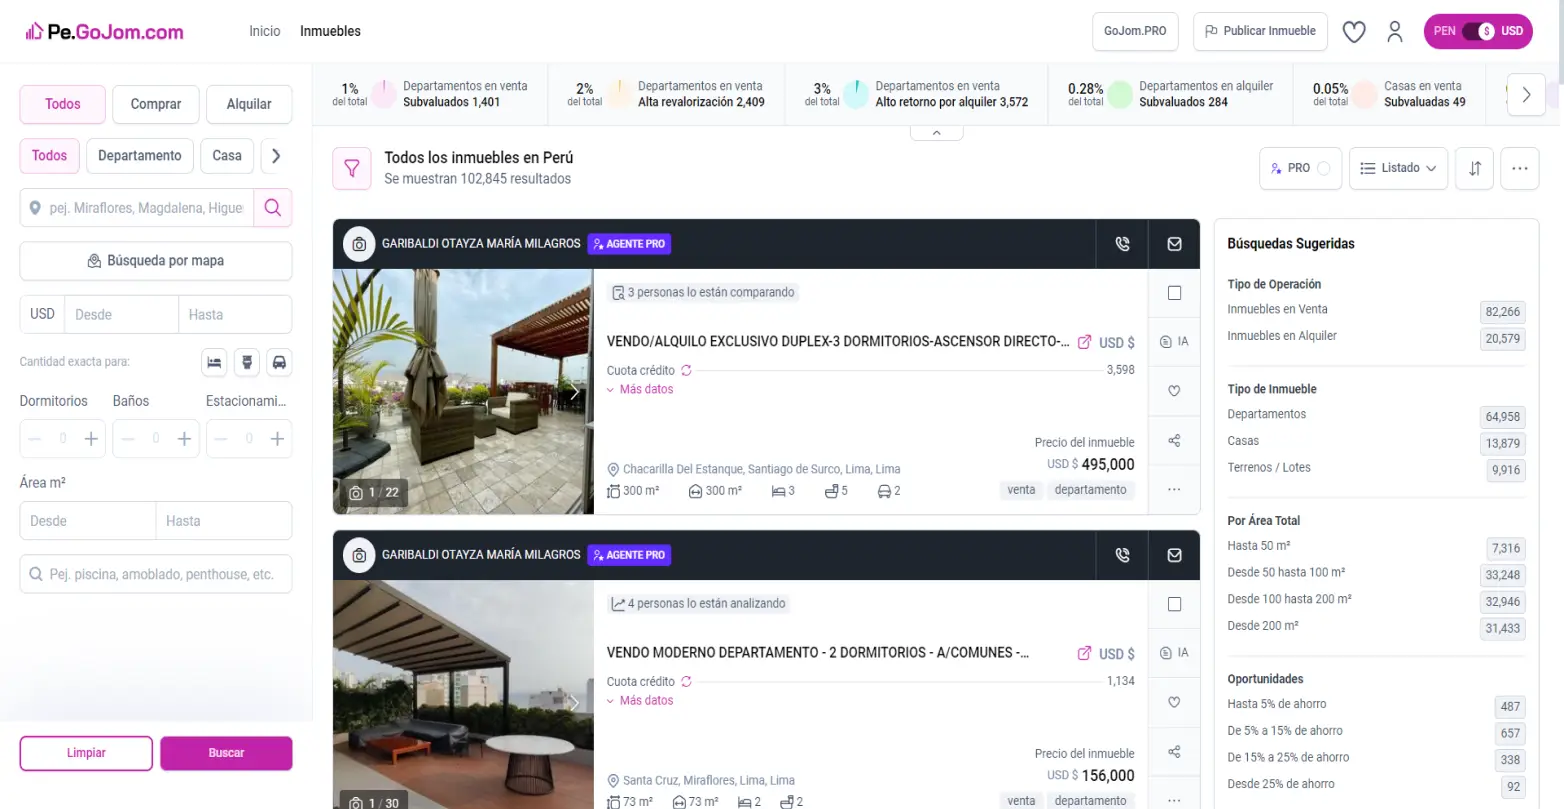 Pe.GoJom.com
Inicio
Inmuebles
GoJom.PRO
Publicar Inmueble
PEN
$
USD
Todos
Comprar
Alquilar
Todos
Departamento
Casa
pej. Miraflores, Magdalena, Higue
Búsqueda por mapa
USD
Desde
Hasta
Cantidad exacta para:
Dormitorios
Baños
Estacionami...
0
0
0
Área m²
Desde
Hasta
Pej. piscina, amoblado, penthouse, etc.
Limpiar
Buscar
1%
del total
Departamentos en venta
Subvaluados 1,401
2%
del total
Departamentos en venta
Alta revalorización 2,409
3%
del total
Departamentos en venta
Alto retorno por alquiler 3,572
0.28%
del total
Departamentos en alquiler
Subvaluados 284
0.05%
del total
Casas en venta
Subvaluadas 49
Todos los inmuebles en Perú
Se muestran 102,845 resultados
PRO
Listado
GARIBALDI OTAYZA MARÍA MILAGROS
AGENTE PRO
3 personas lo están comparando
VENDO/ALQUILO EXCLUSIVO DUPLEX-3 DORMITORIOS-ASCENSOR DIRECTO-...
USD $
IA
Cuota crédito
3,598
Más datos
Precio del inmueble
USD $ 495,000
Chacarilla Del Estanque, Santiago de Surco, Lima, Lima
300 m²
300 m²
3
5
2
venta
departamento
1 / 22
GARIBALDI OTAYZA MARÍA MILAGROS
AGENTE PRO
4 personas lo están analizando
VENDO MODERNO DEPARTAMENTO - 2 DORMITORIOS - A/COMUNES -...
USD $
IA
Cuota crédito
1,134
Más datos
Precio del inmueble
USD $ 156,000
Santa Cruz, Miraflores, Lima, Lima
73 m²
73 m²
2
2
venta
departamento
1 / 30
Búsquedas Sugeridas
Tipo de Operación
Inmuebles en Venta
82,266
Inmuebles en Alquiler
20,579
Tipo de Inmueble
Departamentos
64,958
Casas
13,879
Terrenos / Lotes
9,916
Por Área Total
Hasta 50 m²
7,316
Desde 50 hasta 100 m²
33,248
Desde 100 hasta 200 m²
32,946
Desde 200 m²
31,433
Oportunidades
Hasta 5% de ahorro
487
De 5% a 15% de ahorro
657
De 15% a 25% de ahorro
338
Desde 25% de ahorro
92